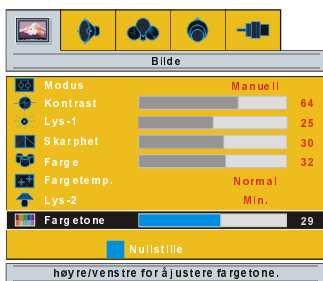 Bilde
Modus Manuell
Kontrast 64
Lys-1 25
Skarphet 30
Farge 32
Fargetemp. Normal
Lys-2 Min.
Fargetone 29
Nullstille
høyre/venstre for å justere fargetone.